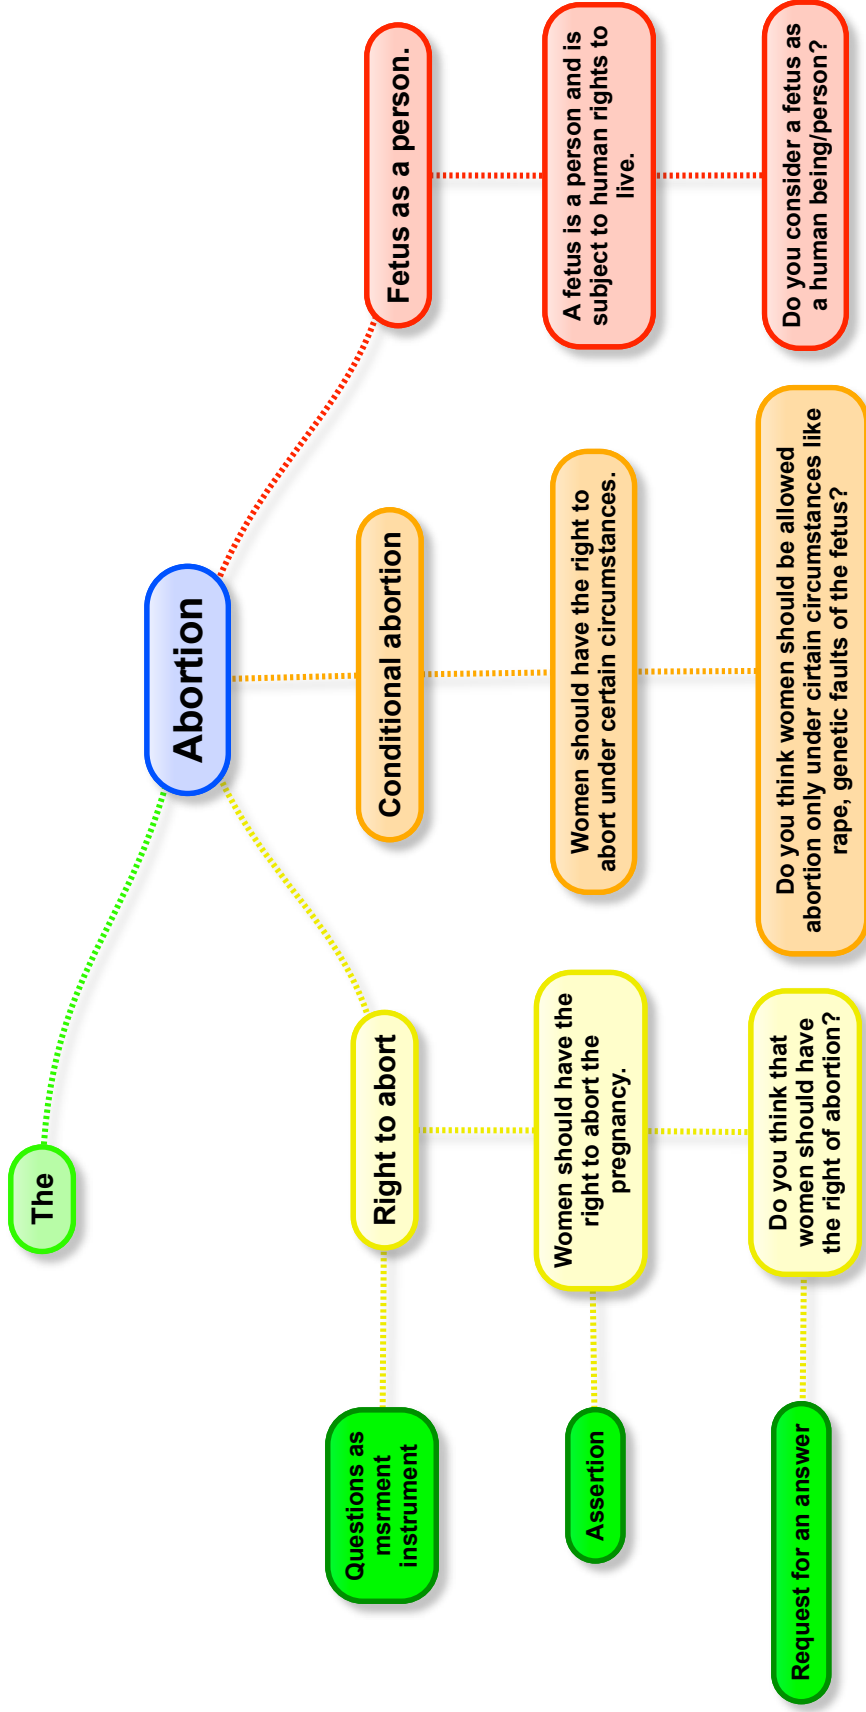 The
Abortion
Questions as
msrment
instrument
Right to abort
Conditional abortion
Fetus as a person.
Assertion
Women should have the
right to abort the
pregnancy.
Women should have the right to
abort under certain circumstances.
A fetus is a person and is
subject to human rights to
live.
Request for an answer
Do you think that
women should have
the right of abortion?
Do you think women should be allowed
abortion only under cirtain circumstances like
rape, genetic faults of the fetus?
Do you consider a fetus as
a human being/person?